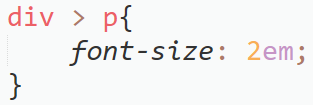 div > p{
    font-size: 2em;
}